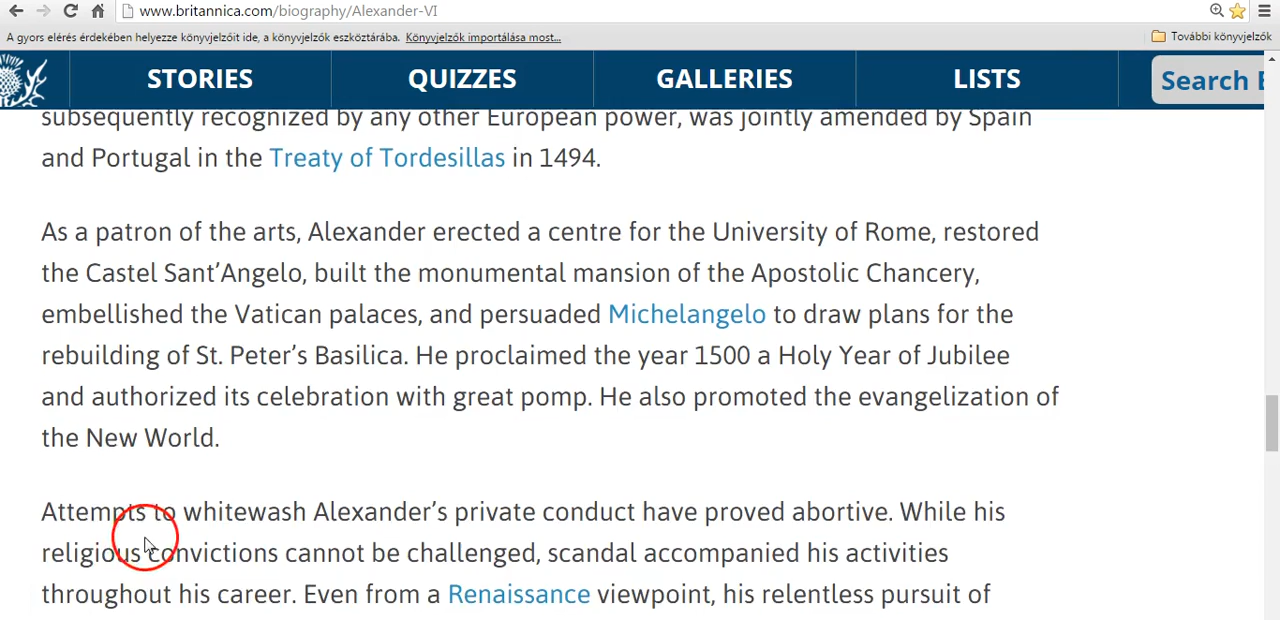 www.britannica.com/biography/Alexander-VI
A gyors elérés érdekében helyezze könyvjelzőit ide, a könyvjelzők eszköztárába. Könyvjelzők importálása most... További könyvjelzők
STORIES QUIZZES GALLERIES LISTS Search E
subsequently recognized by any other European power, was jointly amended by Spain
and Portugal in the Treaty of Tordesillas in 1494.
As a patron of the arts, Alexander erected a centre for the University of Rome, restored
the Castel Sant’Angelo, built the monumental mansion of the Apostolic Chancery,
embellished the Vatican palaces, and persuaded Michelangelo to draw plans for the
rebuilding of St. Peter’s Basilica. He proclaimed the year 1500 a Holy Year of Jubilee
and authorized its celebration with great pomp. He also promoted the evangelization of
the New World.
Attempts to whitewash Alexander’s private conduct have proved abortive. While his
religious convictions cannot be challenged, scandal accompanied his activities
throughout his career. Even from a Renaissance viewpoint, his relentless pursuit of